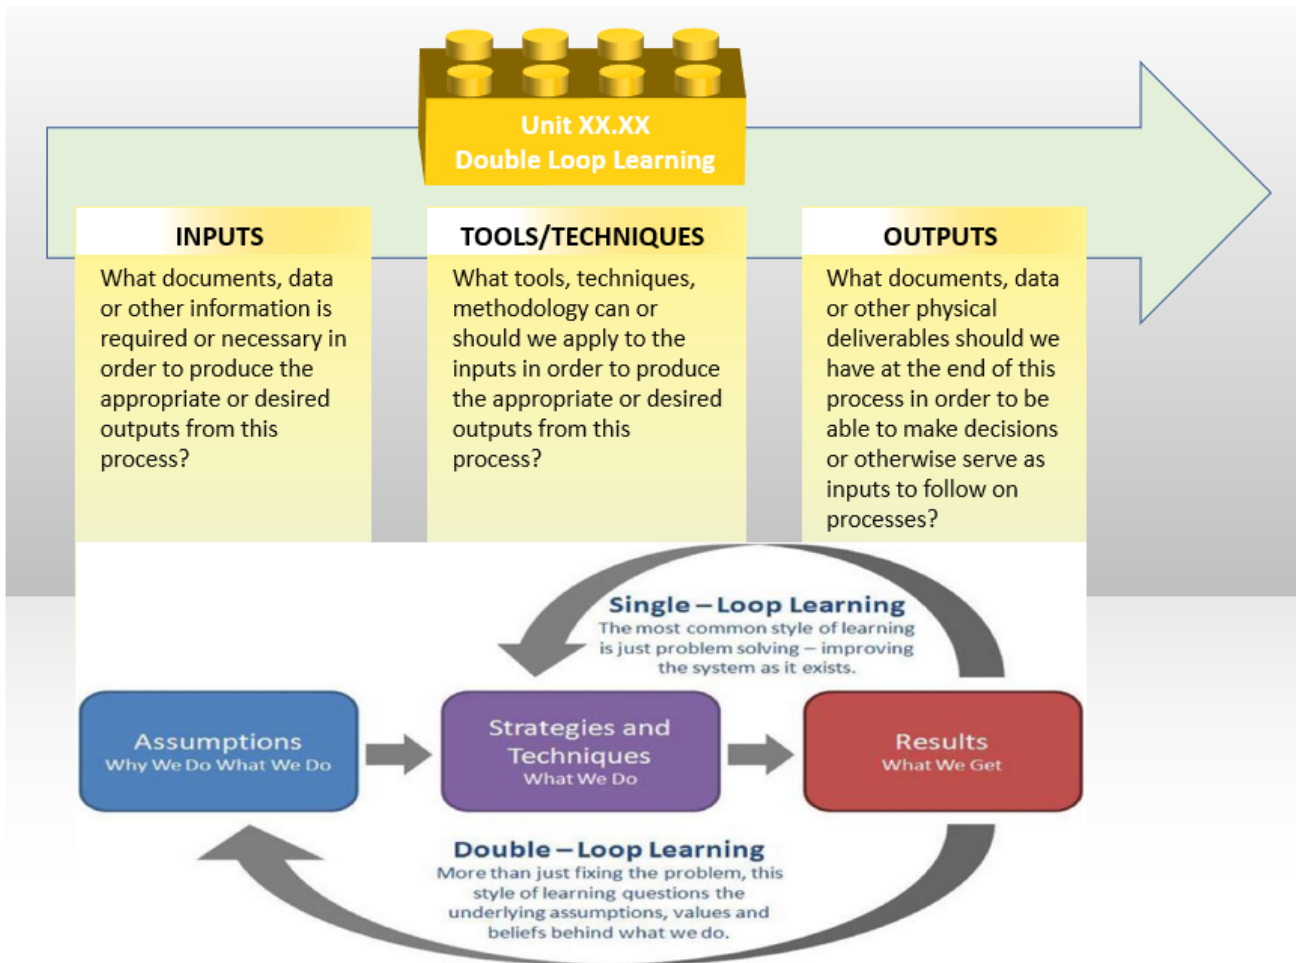 Unit XX.XX
Double Loop Learning
INPUTS
What documents, data
or other information is
required or necessary in
order to produce the
appropriate or desired
outputs from this
process?
TOOLS/TECHNIQUES
What tools, techniques,
methodology can or
should we apply to the
inputs in order to produce
the appropriate or desired
outputs from this
process?
OUTPUTS
What documents, data
or other physical
deliverables should we
have at the end of this
process in order to be
able to make decisions
or otherwise serve as
inputs to follow on
processes?
Single – Loop Learning
The most common style of learning
is just problem solving – improving
the system as it exists.
Assumptions
Why We Do What We Do
Strategies and
Techniques
What We Do
Results
What We Get
Double – Loop Learning
More than just fixing the problem, this
style of learning questions the
underlying assumptions, values and
beliefs behind what we do.